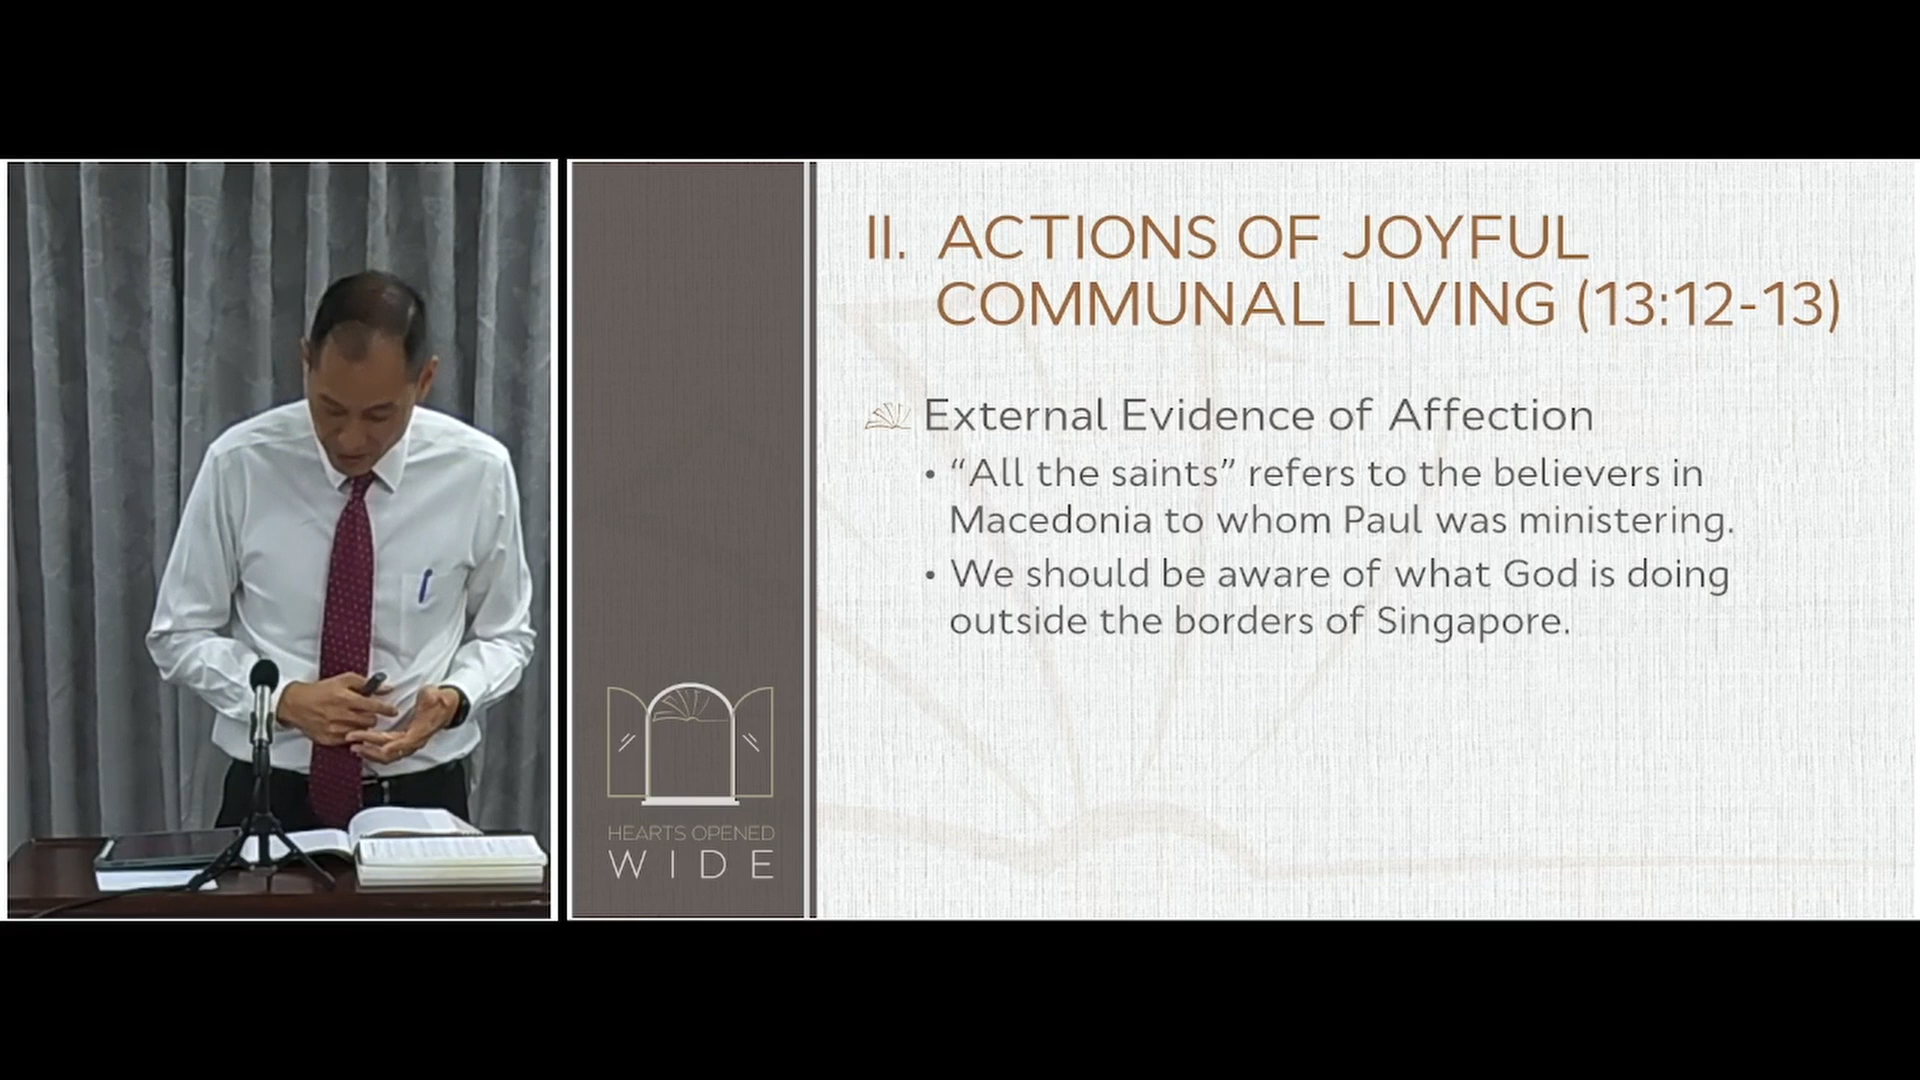 II. ACTIONS OF JOYFUL
COMMUNAL LIVING (13:12-13)
External Evidence of Affection
• “All the saints” refers to the believers in
Macedonia to whom Paul was ministering.
• We should be aware of what God is doing
outside the borders of Singapore.
HEARTS OPENED
WIDE